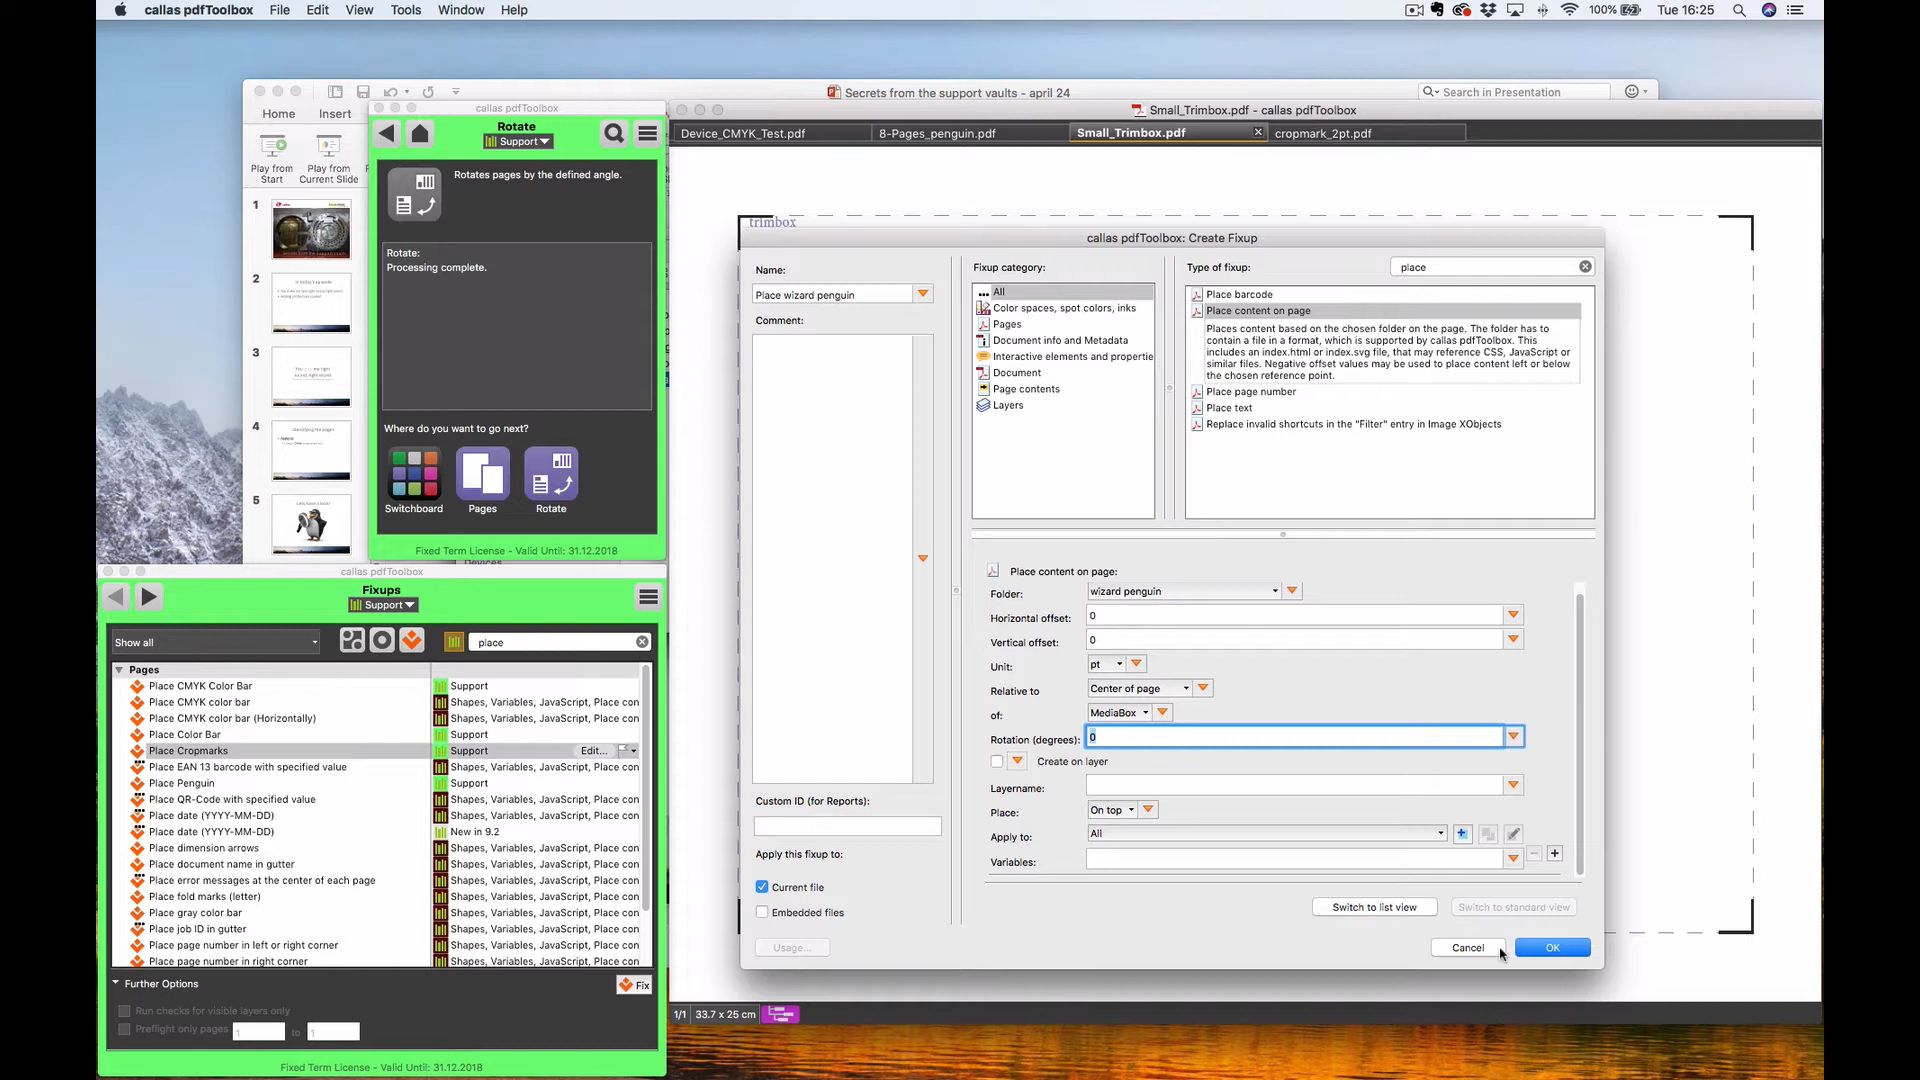 callas pdfToolbox File Edit View Tools Window Help
100% Tue 16:25
Secrets from the support vaults - april 24
Search in Presentation
Home Insert
Play from Start
Play from Current Slide
1
2
3
4
5
callas pdfToolbox
Rotate
Support
Rotates pages by the defined angle.
Rotate:
Processing complete.
Where do you want to go next?
Switchboard Pages Rotate
Fixed Term License - Valid Until: 31.12.2018
callas pdfToolbox
Fixups
Support
Show all
place
Pages
Place CMYK Color Bar Support
Place CMYK color bar Shapes, Variables, JavaScript, Place con
Place CMYK color bar (Horizontally) Shapes, Variables, JavaScript, Place con
Place Color Bar Support
Place Cropmarks Support Edit...
Place EAN 13 barcode with specified value Shapes, Variables, JavaScript, Place con
Place Penguin Support
Place QR-Code with specified value Shapes, Variables, JavaScript, Place con
Place date (YYYY-MM-DD) Shapes, Variables, JavaScript, Place con
Place date (YYYY-MM-DD) New in 9.2
Place dimension arrows Shapes, Variables, JavaScript, Place con
Place document name in gutter Shapes, Variables, JavaScript, Place con
Place error messages at the center of each page Shapes, Variables, JavaScript, Place con
Place fold marks (letter) Shapes, Variables, JavaScript, Place con
Place gray color bar Shapes, Variables, JavaScript, Place con
Place job ID in gutter Shapes, Variables, JavaScript, Place con
Place page number in left or right corner Shapes, Variables, JavaScript, Place con
Place page number in right corner Shapes, Variables, JavaScript, Place con
Further Options
Fix
Run checks for visible layers only
Preflight only pages 1 to 1
Fixed Term License - Valid Until: 31.12.2018
Small_Trimbox.pdf - callas pdfToolbox
Device_CMYK_Test.pdf 8-Pages_penguin.pdf Small_Trimbox.pdf cropmark_2pt.pdf
trimbox
callas pdfToolbox: Create Fixup
Name:
Place wizard penguin
Comment:
Custom ID (for Reports):
Apply this fixup to:
Current file
Embedded files
Usage...
Fixup category:
All
Color spaces, spot colors, inks
Pages
Document info and Metadata
Interactive elements and propertie
Document
Page contents
Layers
Type of fixup:
place
Place barcode
Place content on page
Places content based on the chosen folder on the page. The folder has to
contain a file in a format, which is supported by callas pdfToolbox. This
includes an index.html or index.svg file, that may reference CSS, JavaScript or
similar files. Negative offset values may be used to place content left or below
the chosen reference point.
Place page number
Place text
Replace invalid shortcuts in the "Filter" entry in Image XObjects
Place content on page:
Folder: wizard penguin
Horizontal offset: 0
Vertical offset: 0
Unit: pt
Relative to Center of page
of: MediaBox
Rotation (degrees): 0
Create on layer
Layername:
Place: On top
Apply to: All
Variables:
Switch to list view Switch to standard view
Cancel OK
1/1 33.7 x 25 cm